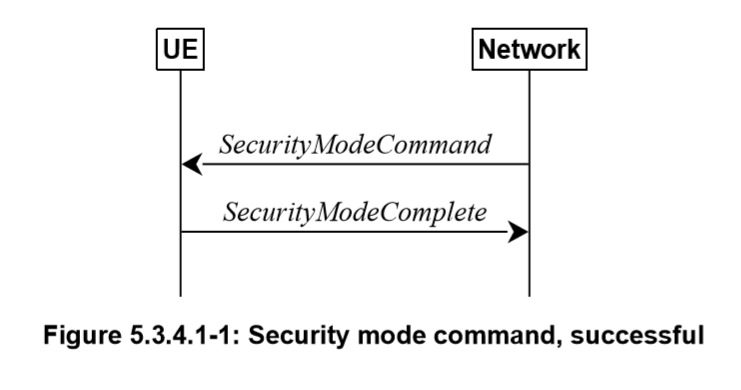 UE
Network
SecurityModeCommand
SecurityModeComplete
Figure 5.3.4.1-1: Security mode command, successful